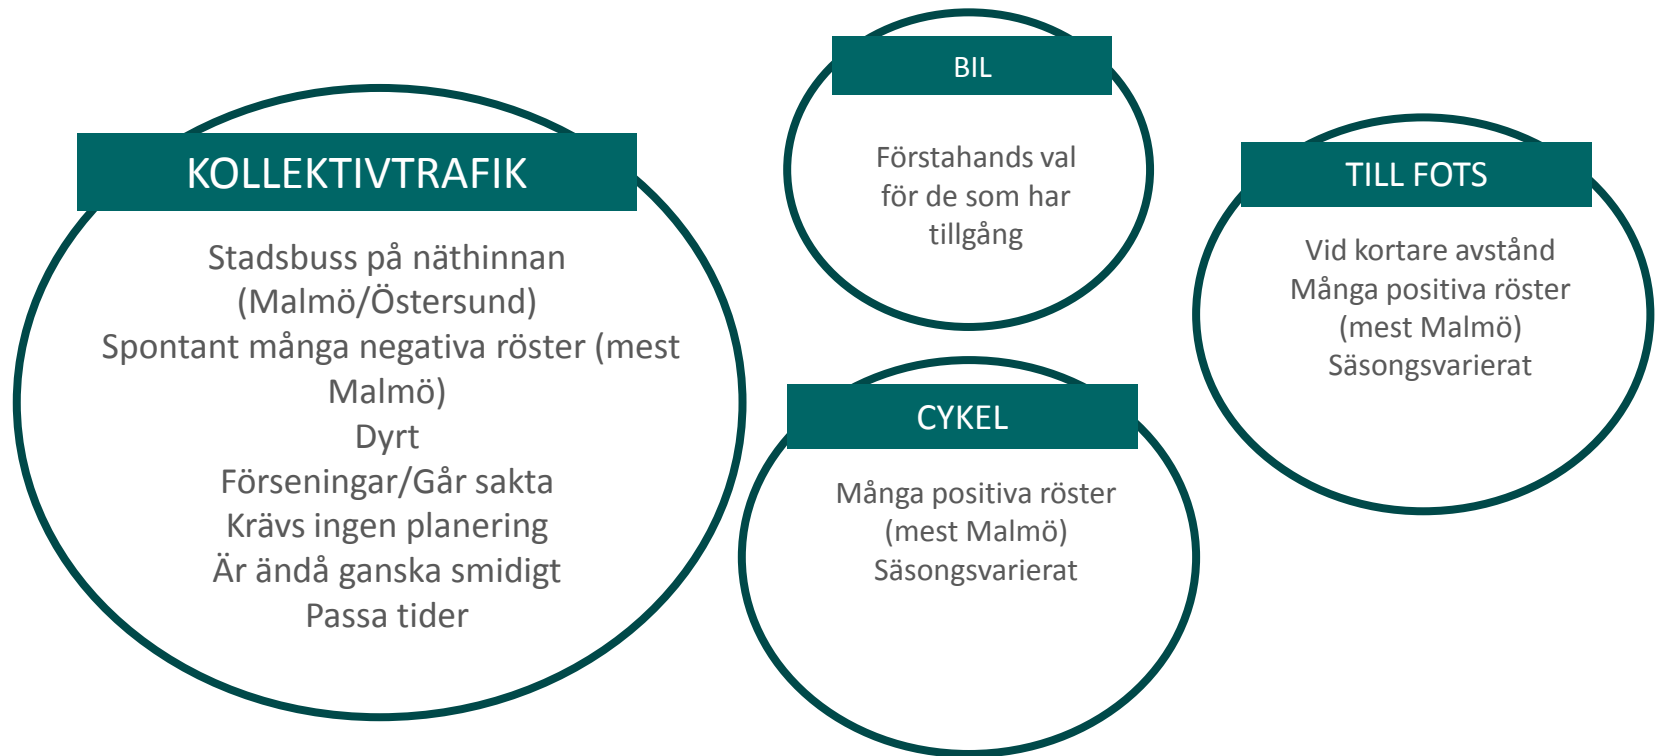 KOLLEKTIVTRAFIK
Stadsbuss på näthinnan
(Malmö/Östersund)
Spontant många negativa röster (mest
Malmö)
Dyrt
Förseningar/Går sakta
Krävs ingen planering
Är ändå ganska smidigt
Passa tider
BIL
Förstahands val
för de som har
tillgång
CYKEL
Många positiva röster
(mest Malmö)
Säsongsvarierat
TILL FOTS
Vid kortare avstånd
Många positiva röster
(mest Malmö)
Säsongsvarierat